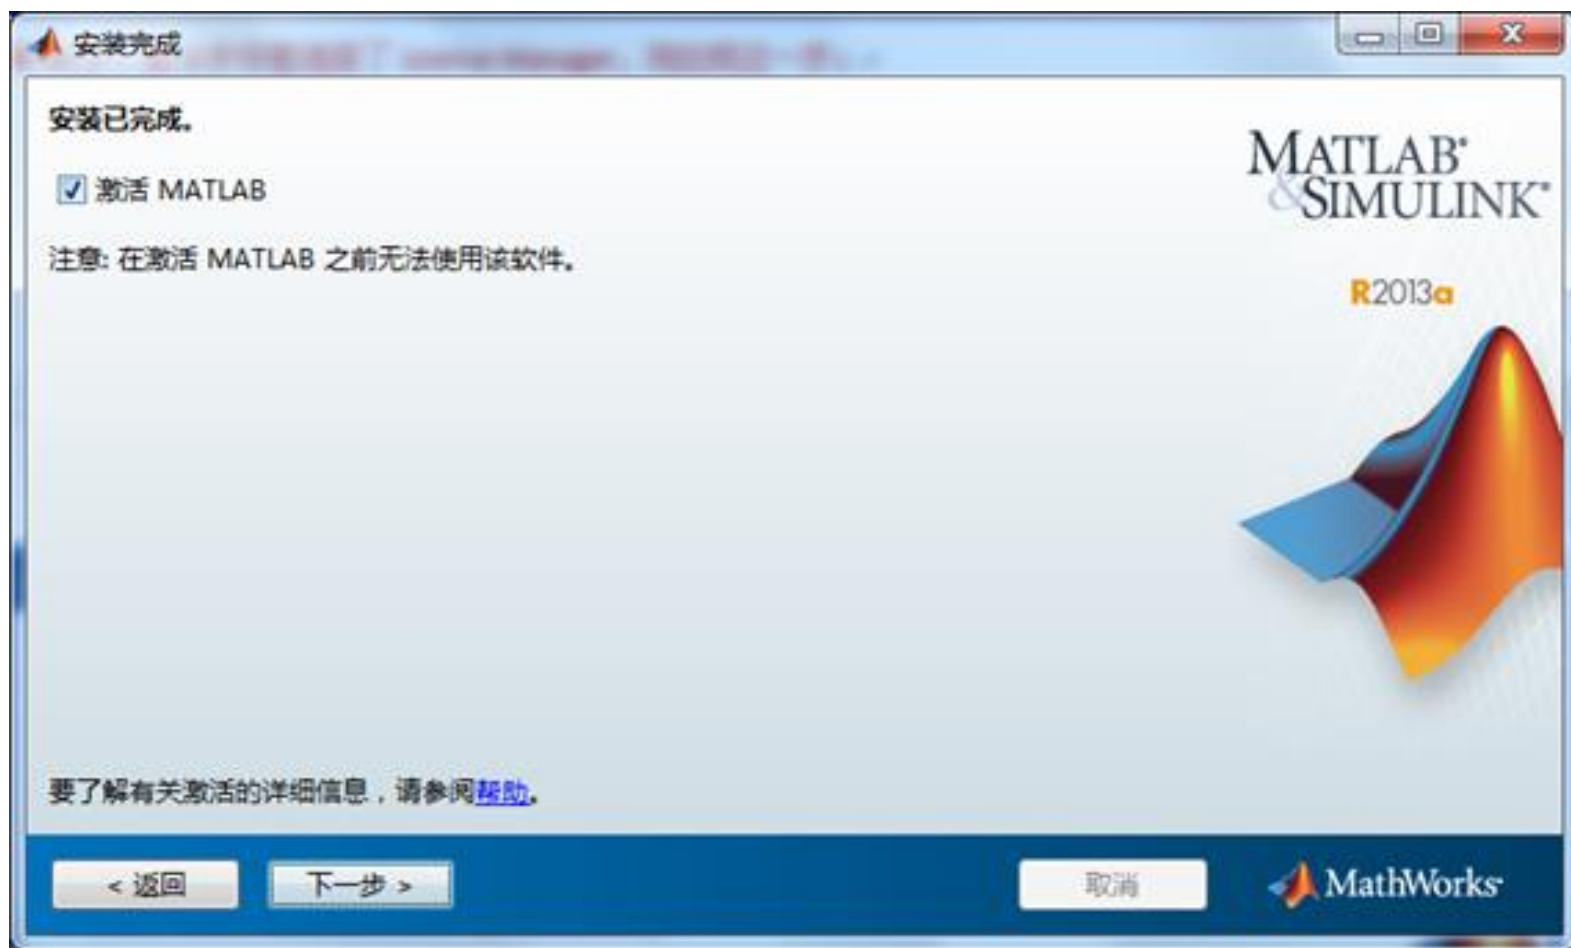 安装完成
安装已完成。
激活 MATLAB
注意: 在激活 MATLAB 之前无法使用该软件。
MATLAB®
&SIMULINK®
R2013a
要了解有关激活的详细信息，请参阅帮助。
< 返回
下一步 >
取消
MathWorks®